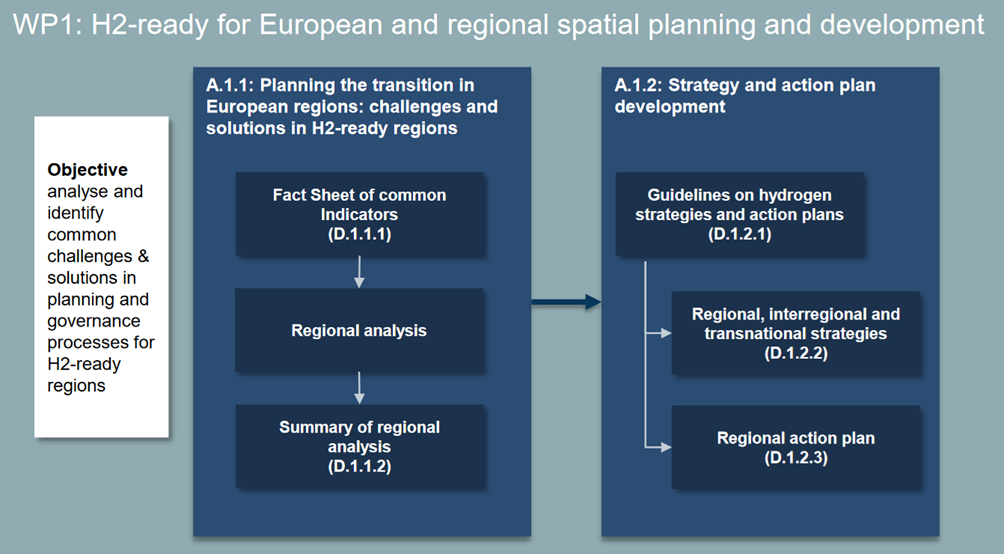 WP1: H2-ready for European and regional spatial planning and development
Objective
analyse and
identify
common
challenges &
solutions in
planning and
governance
processes for
H2-ready
regions
A.1.1: Planning the transition in
European regions: challenges and
solutions in H2-ready regions
Fact Sheet of common
Indicators
(D.1.1.1)
Regional analysis
Summary of regional
analysis
(D.1.1.2)
A.1.2: Strategy and action plan
development
Guidelines on hydrogen
strategies and action plans
(D.1.2.1)
Regional, interregional and
transnational strategies
(D.1.2.2)
Regional action plan
(D.1.2.3)